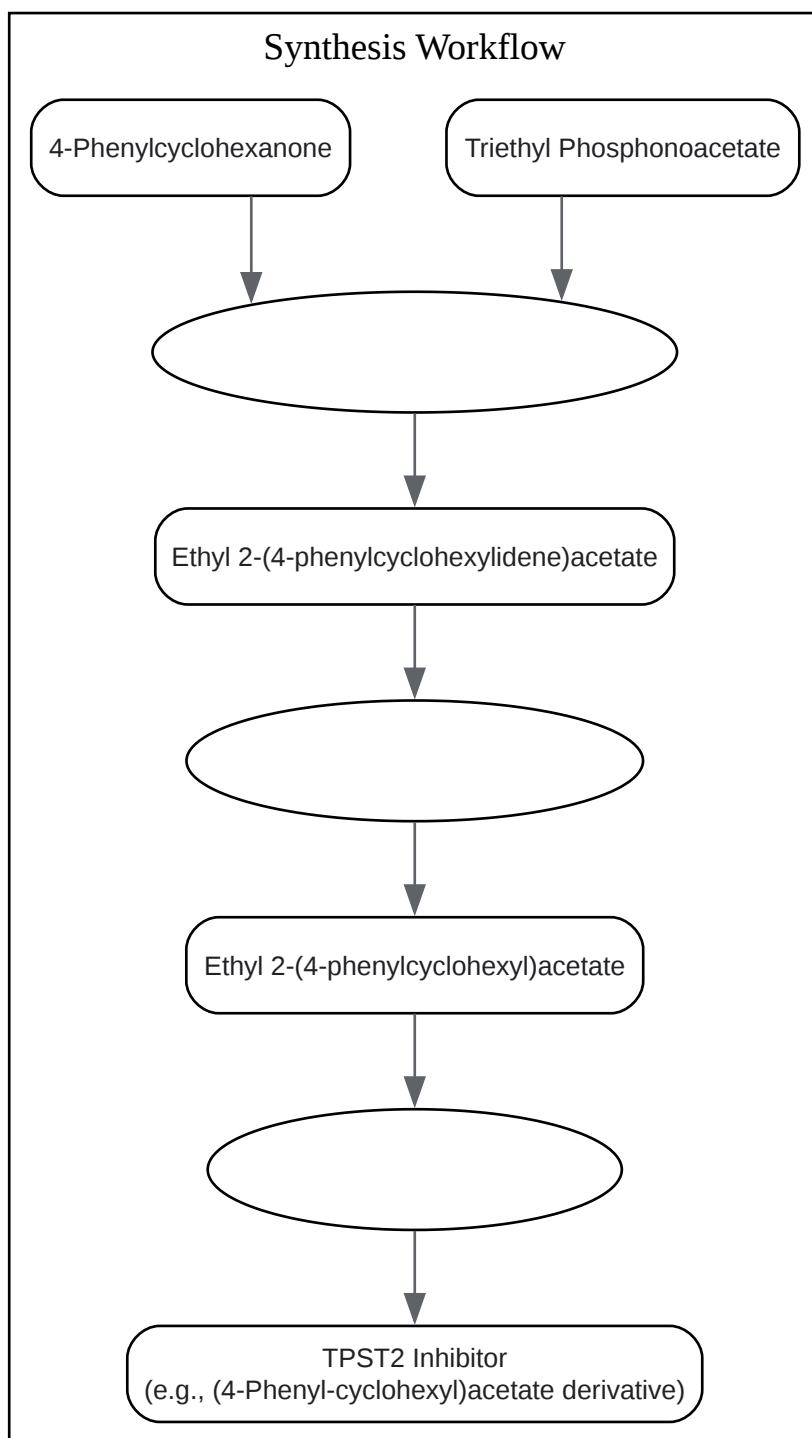 Synthesis Workflow
4-Phenylcyclohexanone
Triethyl Phosphonoacetate
Ethyl 2-(4-phenylcyclohexylidene)acetate
Ethyl 2-(4-phenylcyclohexyl)acetate
TPST2 Inhibitor
(e.g., (4-Phenyl-cyclohexyl)acetate derivative)